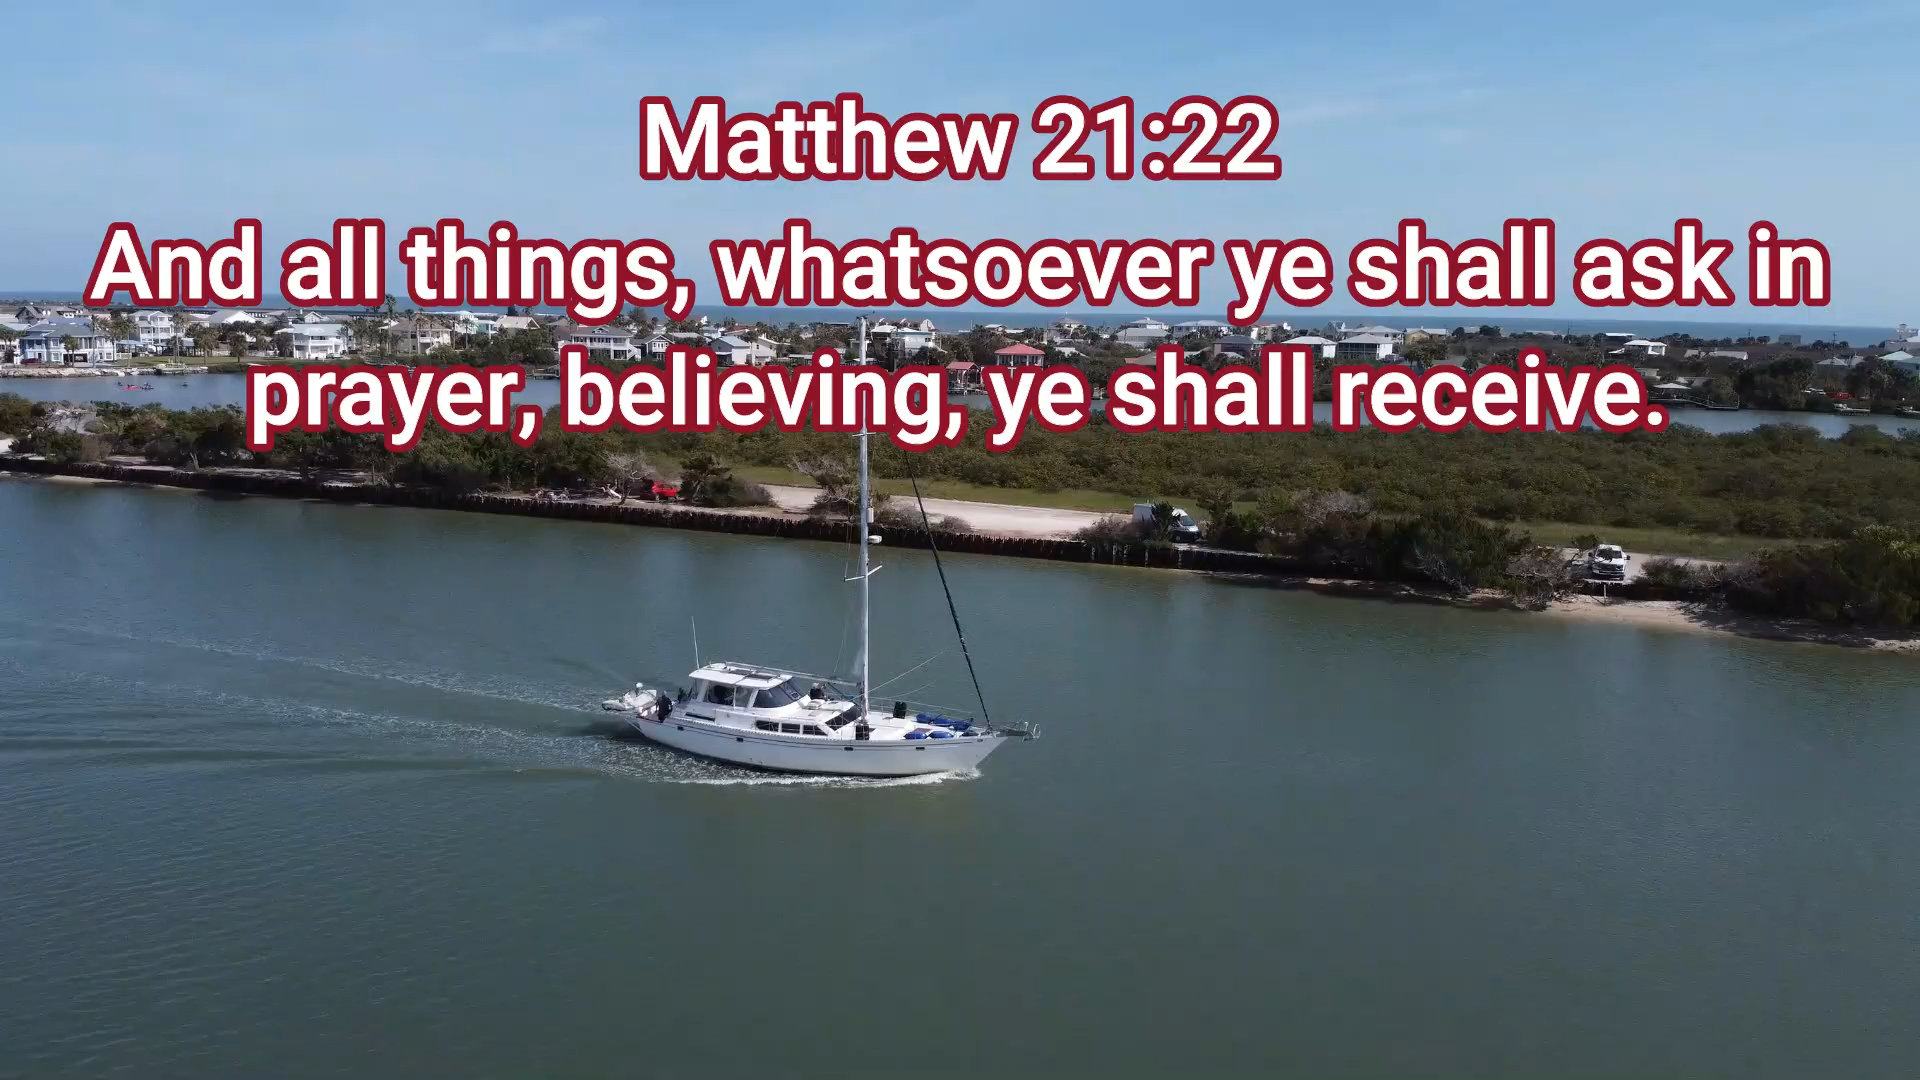 Matthew 21:22
And all things, whatsoever ye shall ask in
prayer, believing, ye shall receive.